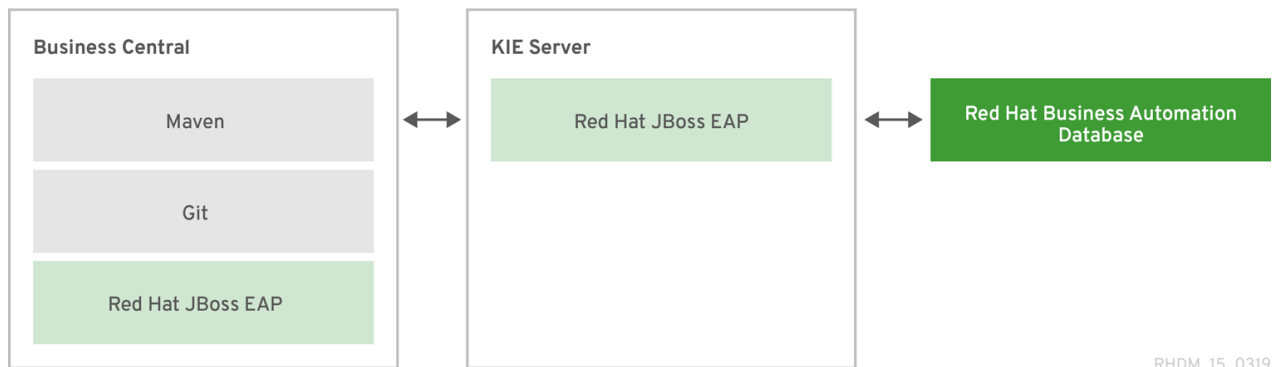 Business Central
Maven
Git
Red Hat JBoss EAP
KIE Server
Red Hat JBoss EAP
Red Hat Business Automation
Database
RHDM_15_0319